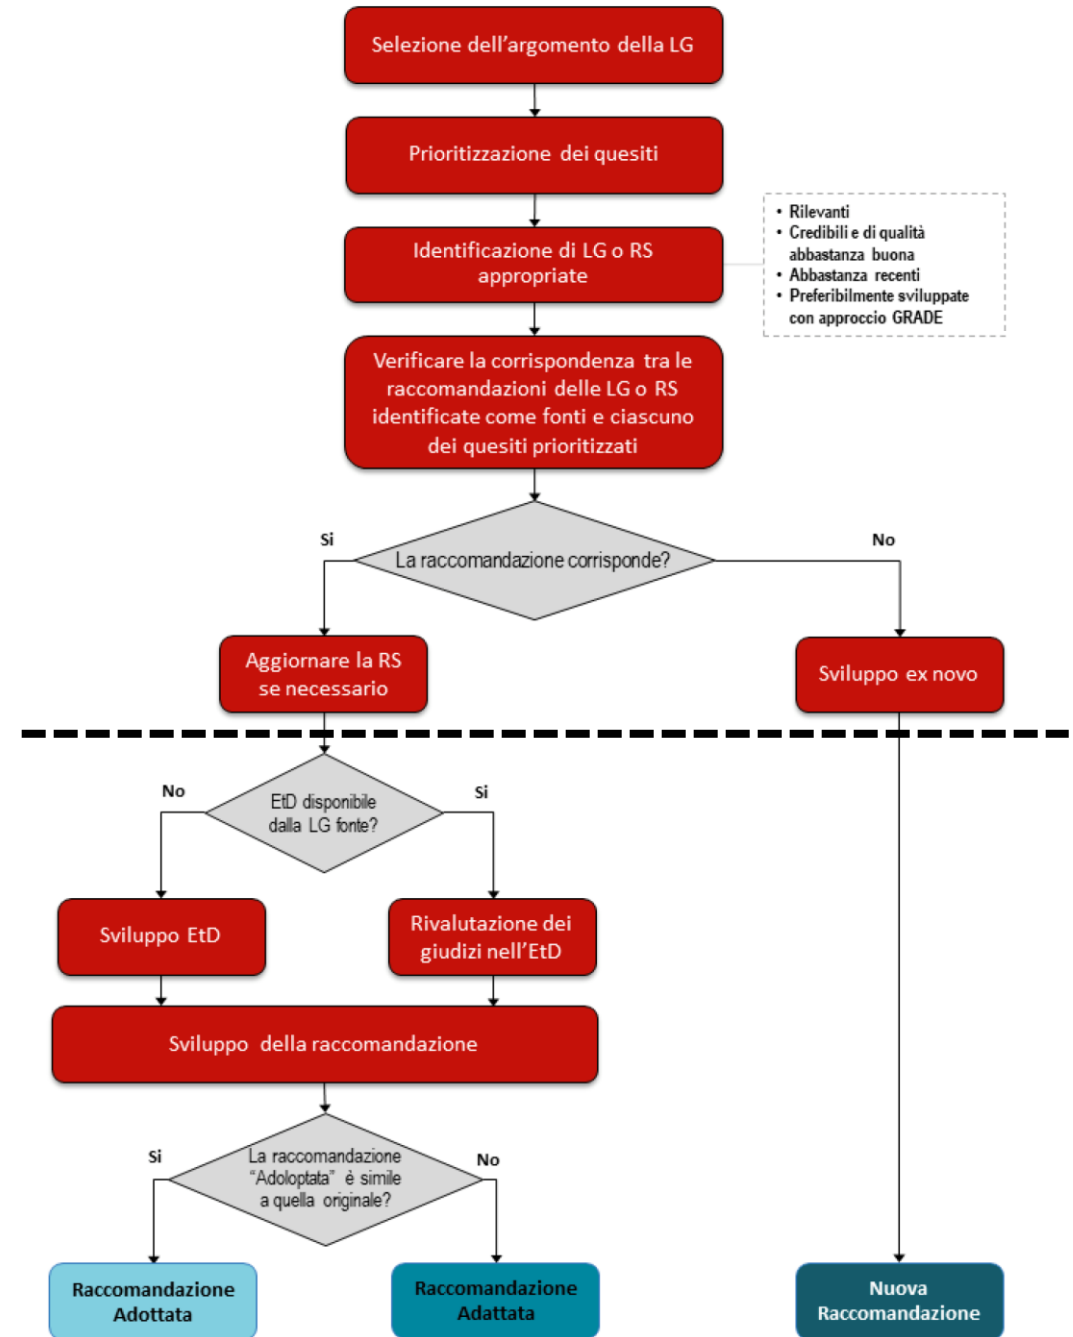 Selezione dell'argomento della LG
Prioritizzazione dei quesiti
Identificazione di LG o RS
appropriate
• Rilevanti
• Credibili e di qualità
abbastanza buona
• Abbastanza recenti
• Preferibilmente sviluppate
con approccio GRADE
Verificare la corrispondenza tra le
raccomandazioni delle LG o RS
identificate come fonti e ciascuno
dei quesiti prioritizzati
Si
No
La raccomandazione corrisponde?
Aggiornare la RS
se necessario
Sviluppo ex novo
No
Si
EtD disponibile
dalla LG fonte?
Sviluppo EtD
Rivalutazione dei
giudizi nell'EtD
Sviluppo della raccomandazione
Si
No
La raccomandazione
"Adoloptata" è simile
a quella originale?
Raccomandazione
Adottata
Raccomandazione
Adattata
Nuova
Raccomandazione